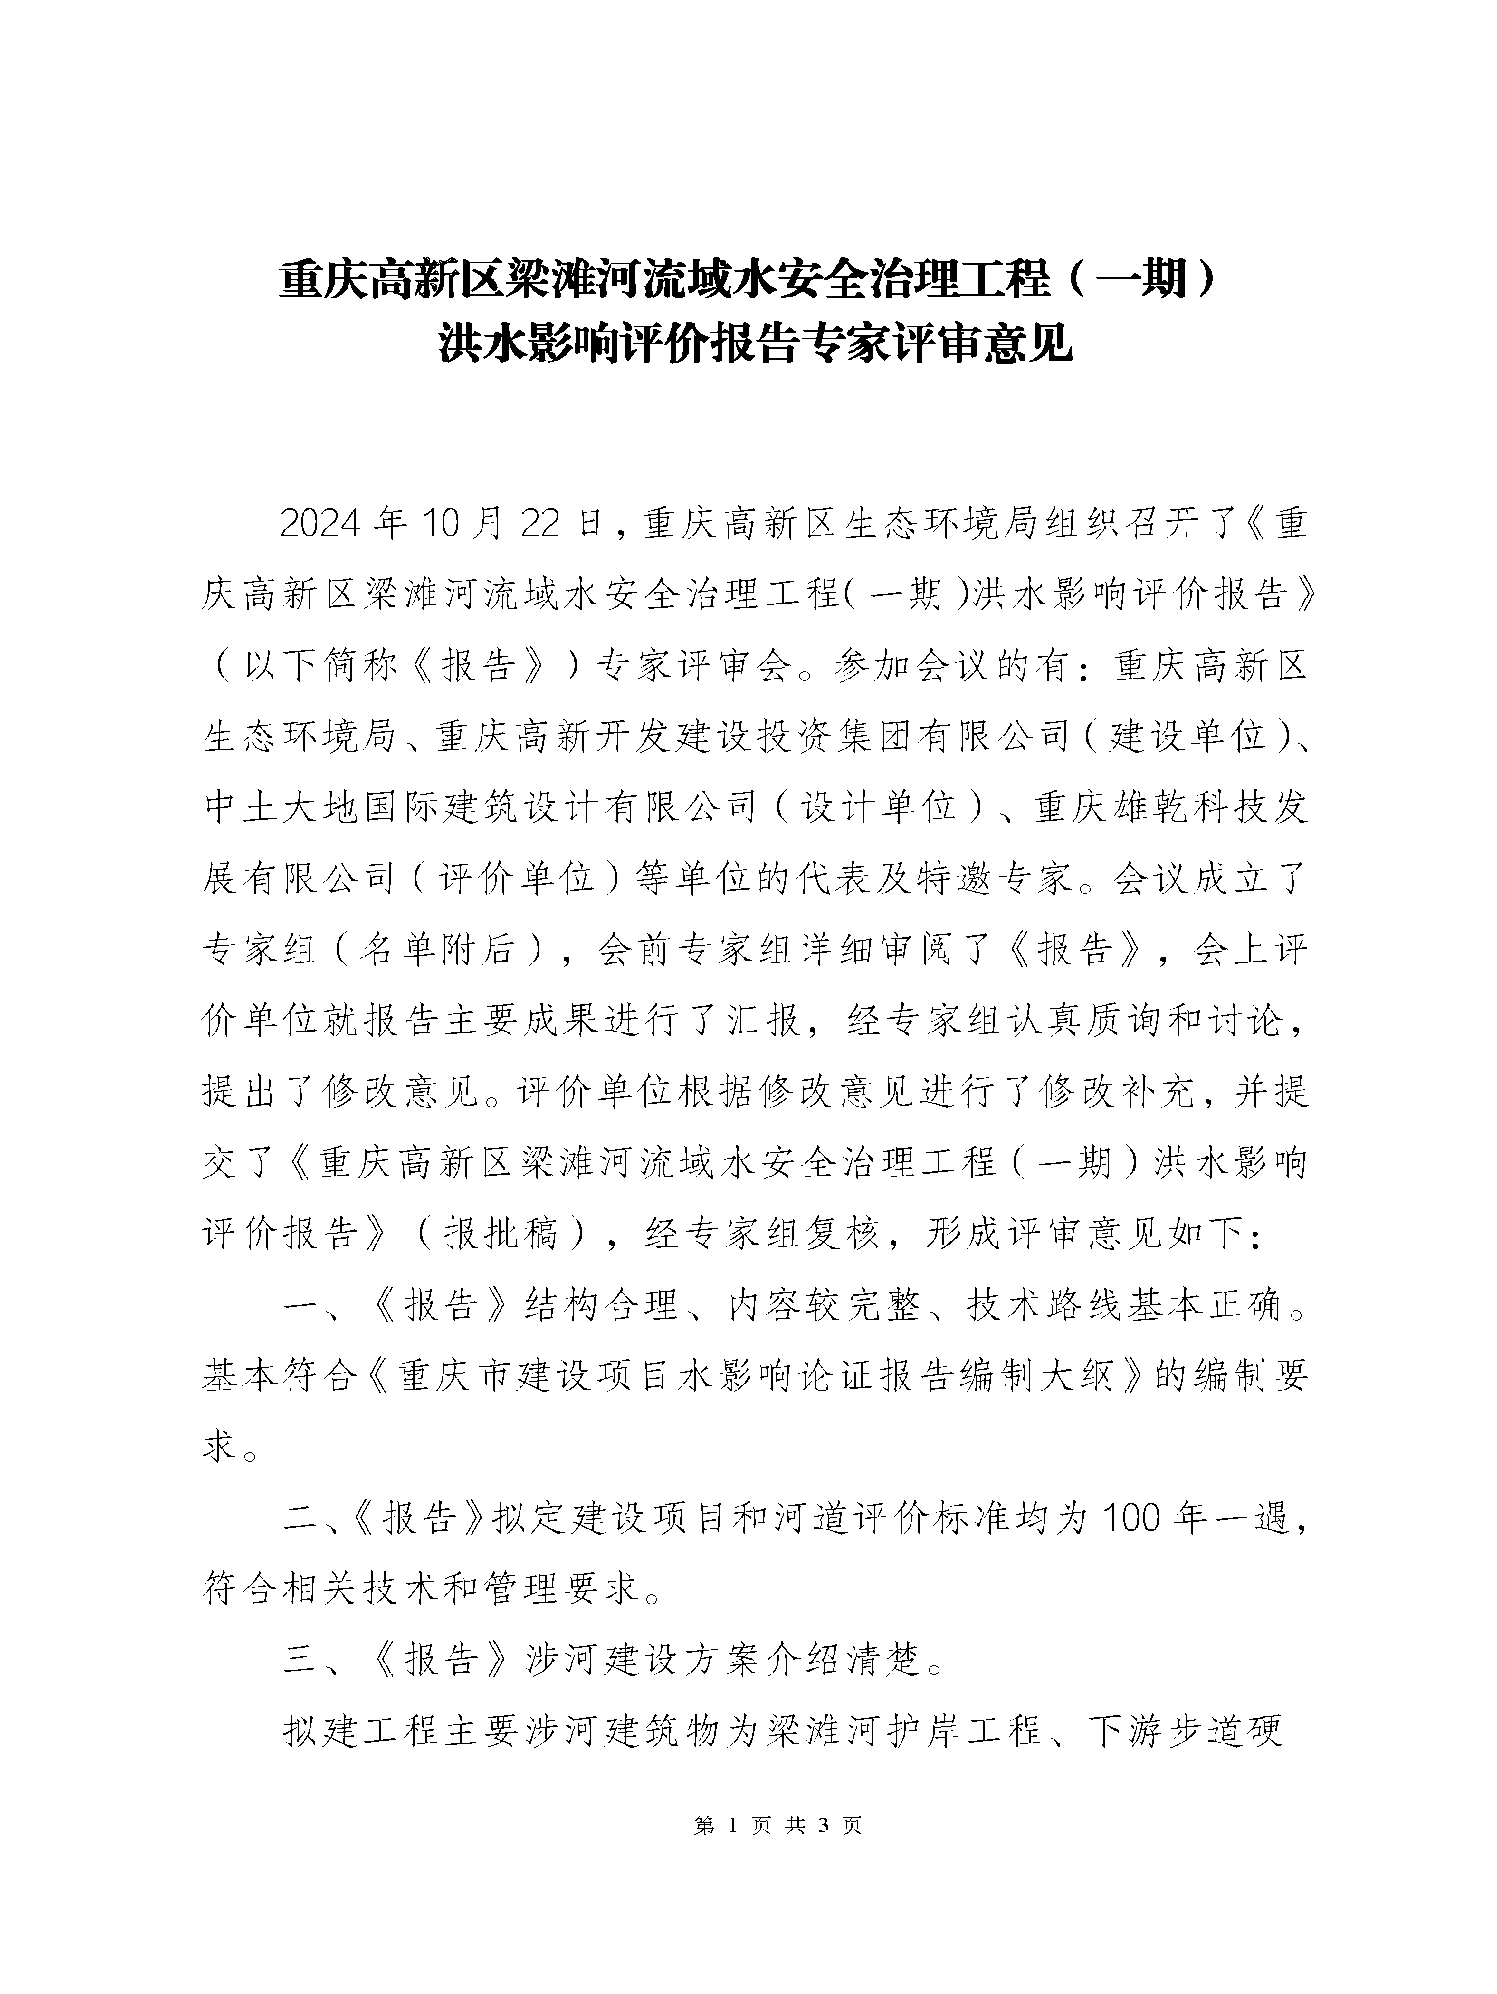 重庆高新区梁滩河流域水安全治理工程（一期）
洪水影响评价报告专家评审意见
2024 年 10 月 22 日，重庆高新区生态环境局组织召开了《重
庆高新区梁滩河流域水安全治理工程（一期）洪水影响评价报告》
（以下简称《报告》）专家评审会。参加会议的有：重庆高新区
生态环境局、重庆高新开发建设投资集团有限公司（建设单位）、
中土大地国际建筑设计有限公司（设计单位）、重庆雄乾科技发
展有限公司（评价单位）等单位的代表及特邀专家。会议成立了
专家组（名单附后），会前专家组详细审阅了《报告》，会上评
价单位就报告主要成果进行了汇报，经专家组认真质询和讨论，
提出了修改意见。评价单位根据修改意见进行了修改补充，并提
交了《重庆高新区梁滩河流域水安全治理工程（一期）洪水影响
评价报告》（报批稿），经专家组复核，形成评审意见如下：
一、《报告》结构合理、内容较完整、技术路线基本正确。
基本符合《重庆市建设项目水影响论证报告编制大纲》的编制要
求。
二、《报告》拟定建设项目和河道评价标准均为 100 年一遇，
符合相关技术和管理要求。
三、《报告》涉河建设方案介绍清楚。
拟建工程主要涉河建筑物为梁滩河护岸工程、下游步道硬
第 1 页 共 3 页